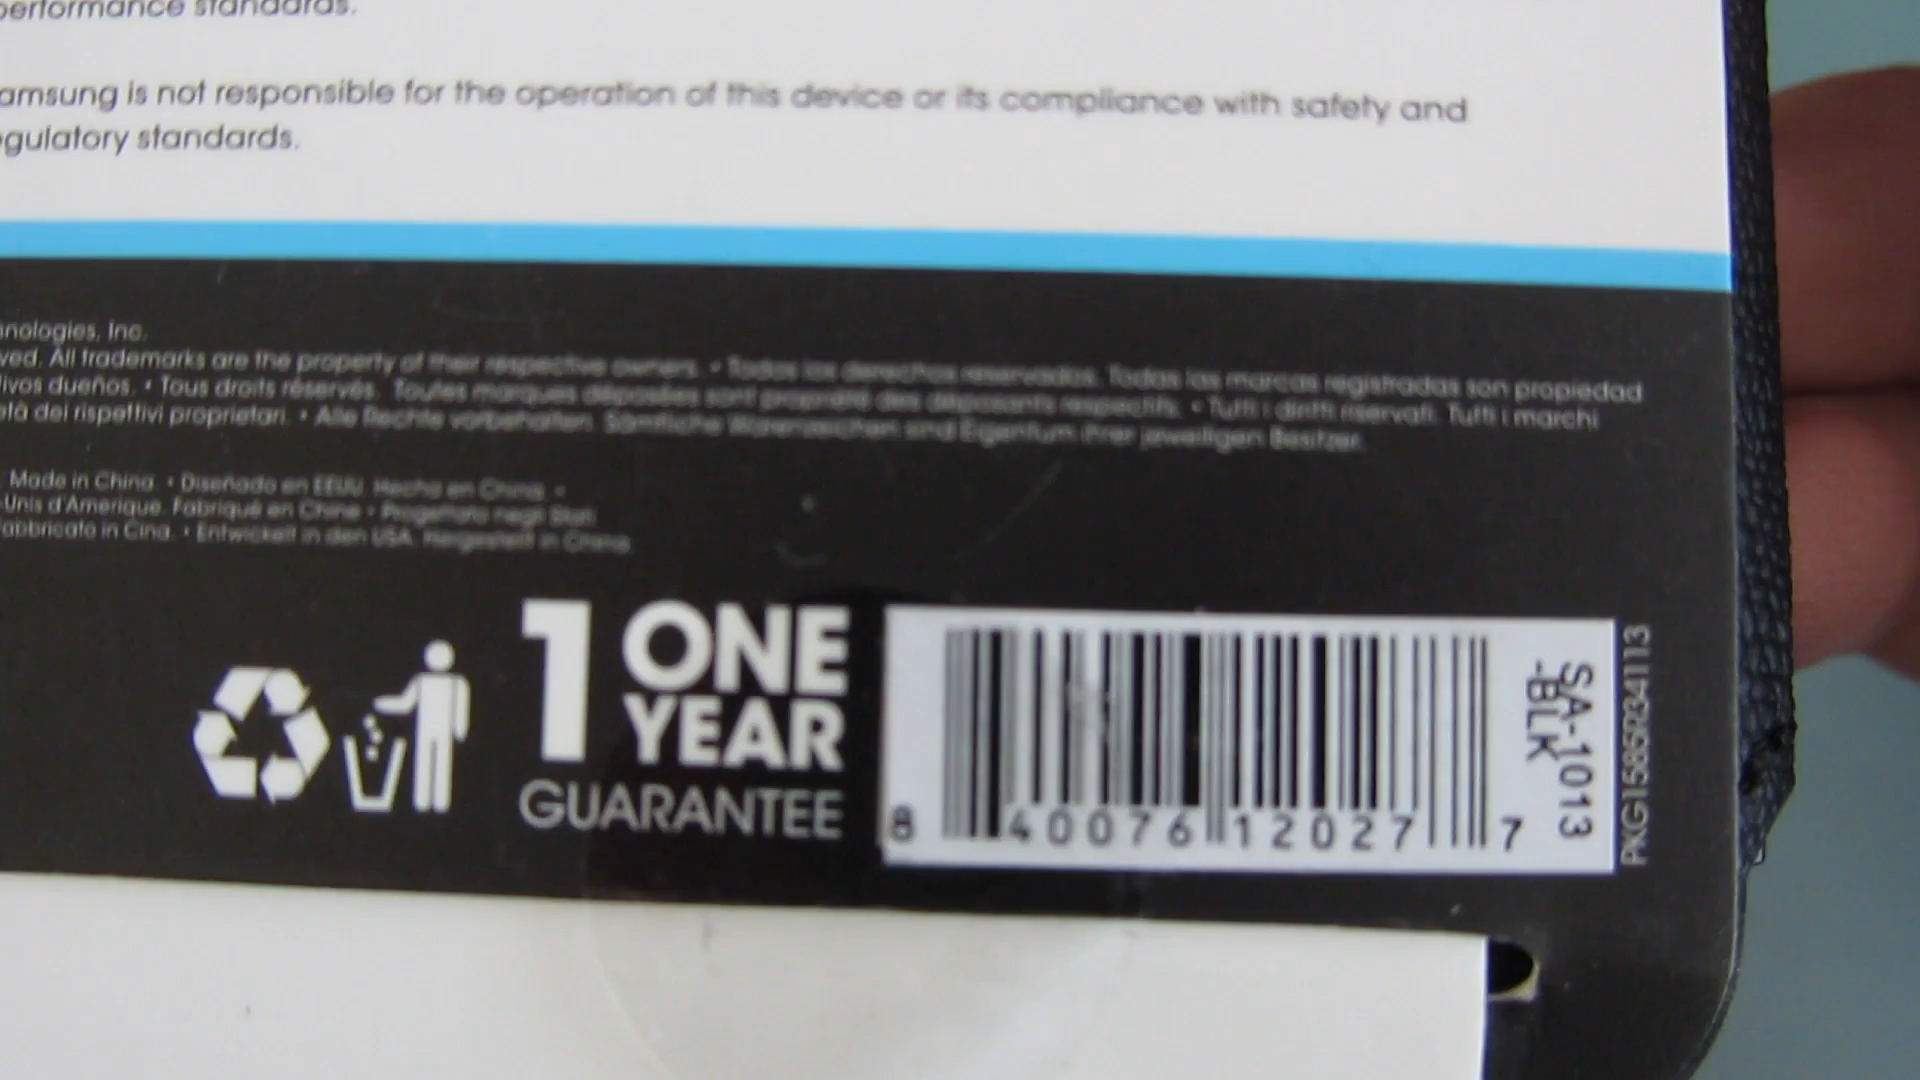 performance standards.
amsung is not responsible for the operation of this device or its compliance with safety and
egulatory standards.
nologies, Inc.
ved. All trademarks are the property of their respective owners. • Todos los derechos reservados. Todas las marcas registradas son propiedad
tivos dueños. • Tous droits réservés. Toutes marques déposées sont propriété des déposants respectifs. • Tutti i diritti riservati. Tutti i marchi
età dei rispettivi proprietari. • Alle Rechte vorbehalten. Sämtliche Warenzeichen sind Eigentum ihrer jeweiligen Besitzer.
Made in China. • Diseñado en EEUU. Hecho en China. •
-Unis d'Amerique. Fabriqué en Chine • Progettato negli Stati
Fabbricato in Cina. • Entwickelt in den USA. Hergestellt in China.
1 ONE
YEAR
GUARANTEE
8 40076 12027 7
SA-1013
-BLK
PKG1585R34113